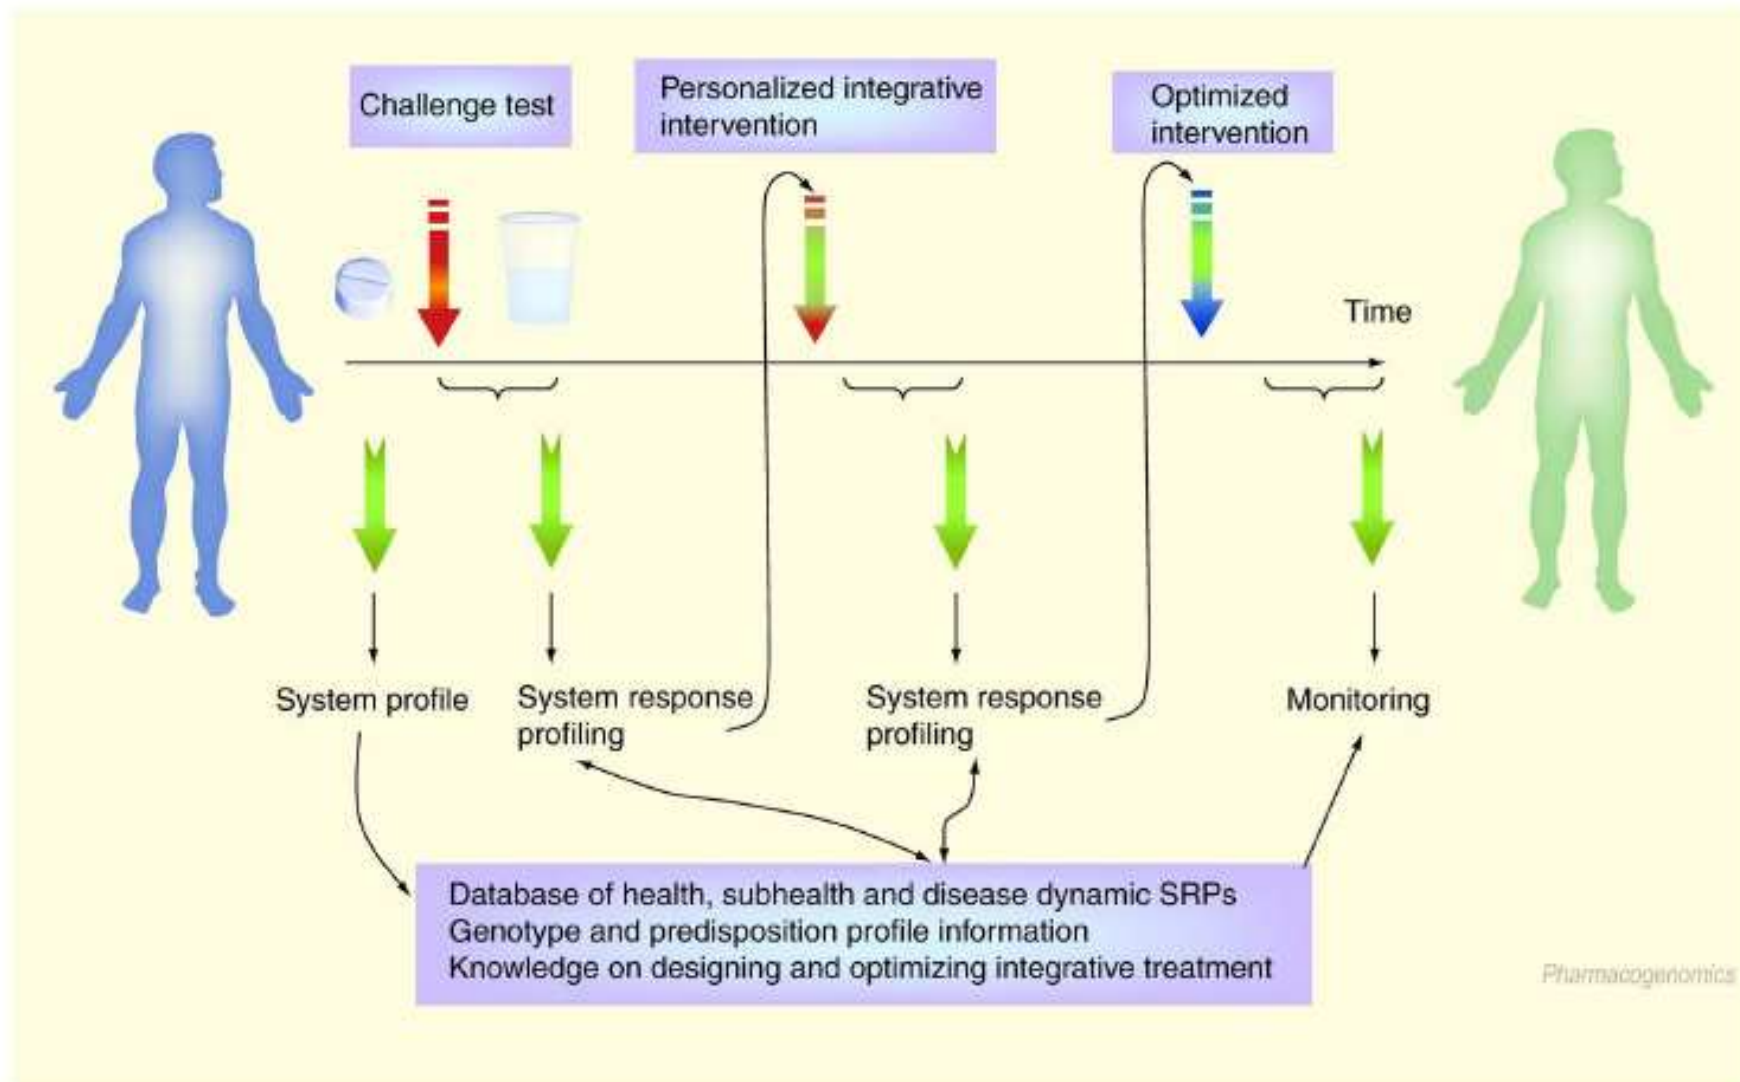 Challenge test
Personalized integrative
intervention
Optimized
intervention
Time
System profile
System response
profiling
System response
profiling
Monitoring
Database of health, subhealth and disease dynamic SRPs
Genotype and predisposition profile information
Knowledge on designing and optimizing integrative treatment
Pharmacogenomics